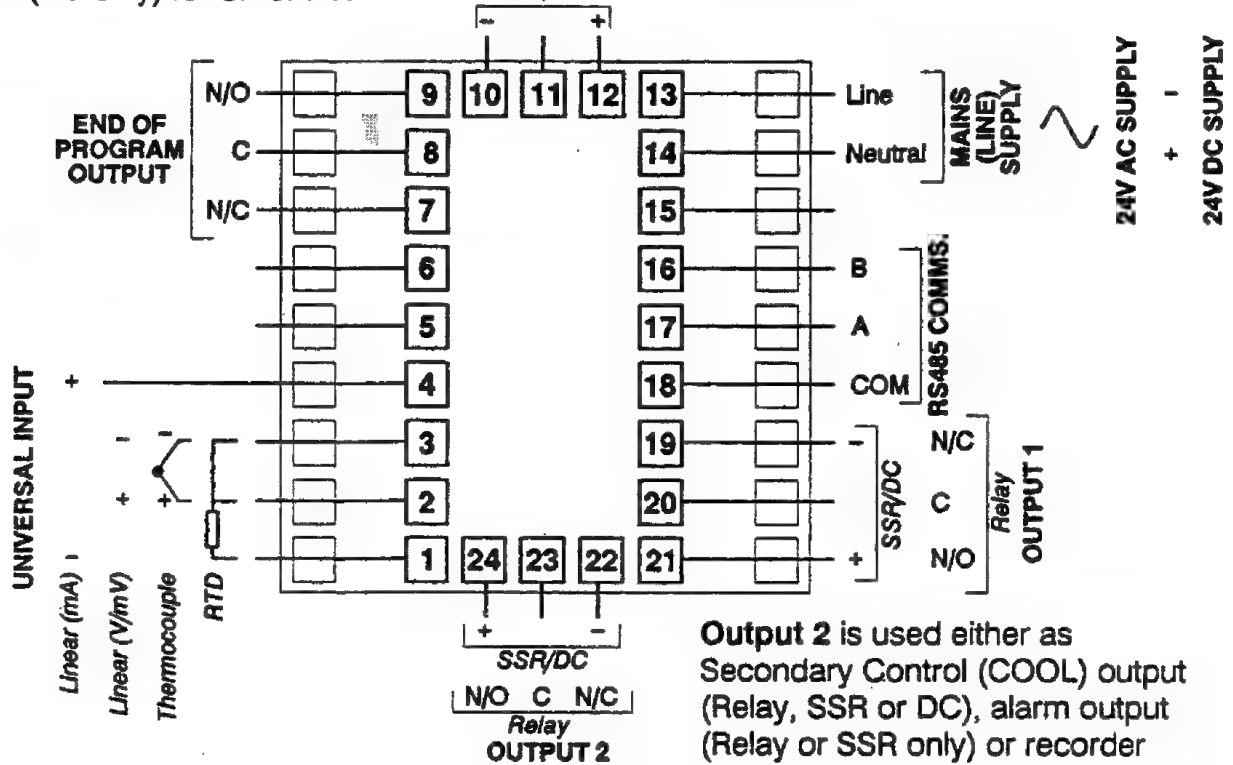 − +
N/O 9 10 11 12 13 Line
END OF
PROGRAM
OUTPUT
C 8 14 Neutral
MAINS
(LINE)
SUPPLY
24V AC SUPPLY
− +
24V DC SUPPLY
N/C 7 15
6 16 B
5 17 A
RS485 COMMS.
UNIVERSAL INPUT
+ 4 18 COM
− − 3 19 − N/C
+ + 2 20 C
1 24 23 22 21 + N/O
SSR/DC
Relay
OUTPUT 1
−
Linear (mA)
Linear (V/mV)
Themocouple
RTD
+ −
SSR/DC
N/O C N/C
Relay
OUTPUT 2
Output 2 is used either as
Secondary Control (COOL) output
(Relay, SSR or DC), alarm output
(Relay or SSR only) or recorder